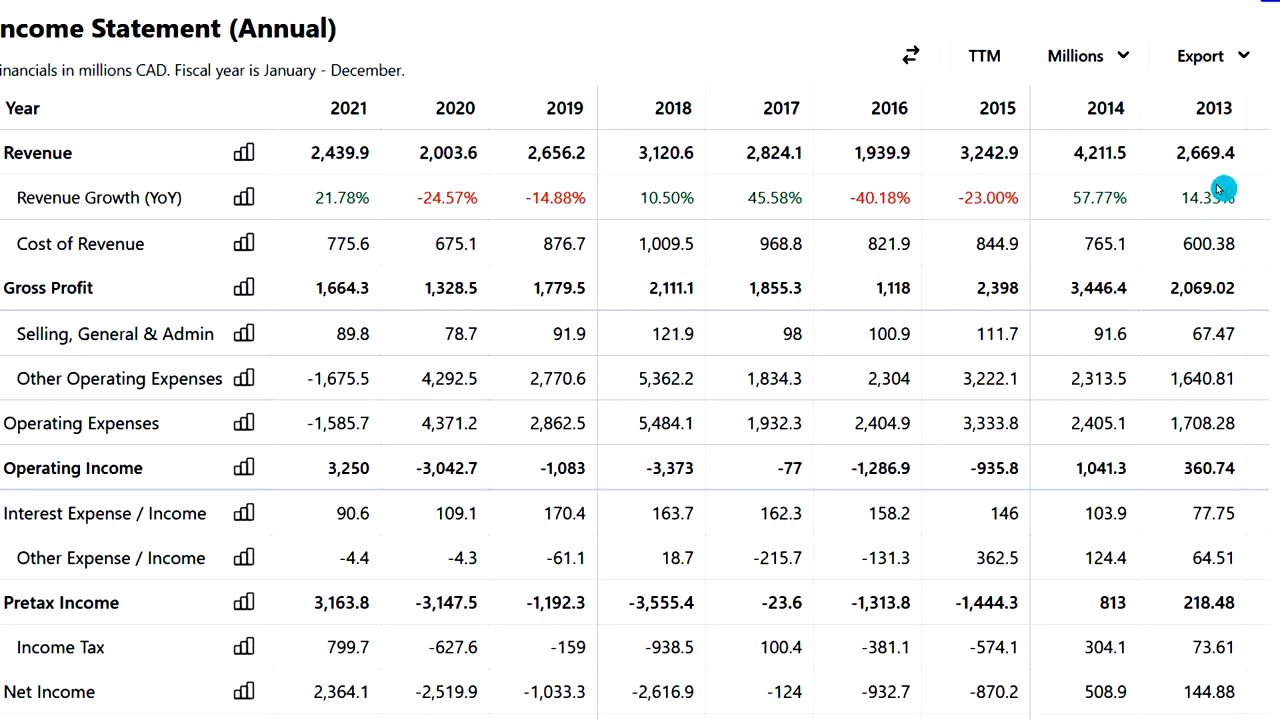 ncome Statement (Annual)
inancials in millions CAD. Fiscal year is January - December.
TTM Millions Export
Year 2021 2020 2019 2018 2017 2016 2015 2014 2013
Revenue 2,439.9 2,003.6 2,656.2 3,120.6 2,824.1 1,939.9 3,242.9 4,211.5 2,669.4
Revenue Growth (YoY) 21.78% -24.57% -14.88% 10.50% 45.58% -40.18% -23.00% 57.77%
Cost of Revenue 775.6 675.1 876.7 1,009.5 968.8 821.9 844.9 765.1 600.38
Gross Profit 1,664.3 1,328.5 1,779.5 2,111.1 1,855.3 1,118 2,398 3,446.4 2,069.02
Selling, General & Admin 89.8 78.7 91.9 121.9 98 100.9 111.7 91.6 67.47
Other Operating Expenses -1,675.5 4,292.5 2,770.6 5,362.2 1,834.3 2,304 3,222.1 2,313.5 1,640.81
Operating Expenses -1,585.7 4,371.2 2,862.5 5,484.1 1,932.3 2,404.9 3,333.8 2,405.1 1,708.28
Operating Income 3,250 -3,042.7 -1,083 -3,373 -77 -1,286.9 -935.8 1,041.3 360.74
Interest Expense / Income 90.6 109.1 170.4 163.7 162.3 158.2 146 103.9 77.75
Other Expense / Income -4.4 -4.3 -61.1 18.7 -215.7 -131.3 362.5 124.4 64.51
Pretax Income 3,163.8 -3,147.5 -1,192.3 -3,555.4 -23.6 -1,313.8 -1,444.3 813 218.48
Income Tax 799.7 -627.6 -159 -938.5 100.4 -381.1 -574.1 304.1 73.61
Net Income 2,364.1 -2,519.9 -1,033.3 -2,616.9 -124 -932.7 -870.2 508.9 144.88